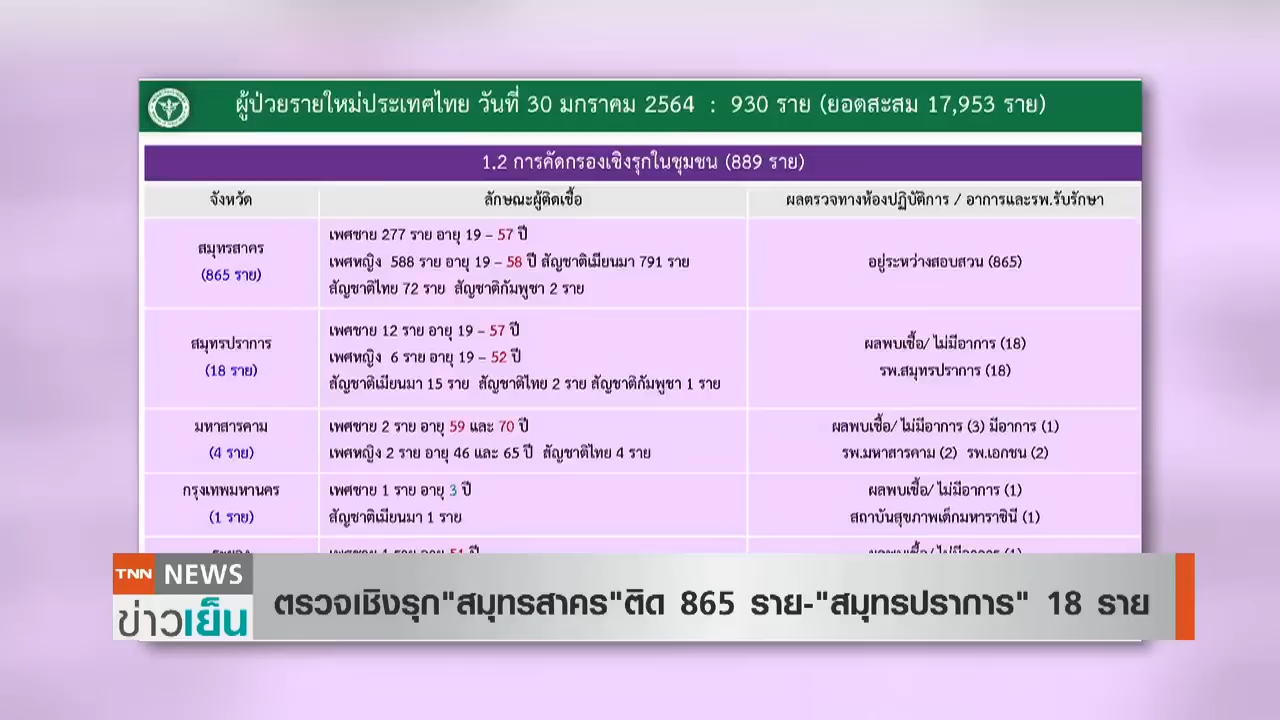 ผู้ป่วยรายใหม่ประเทศไทย วันที่ 30 มกราคม 2564 : 930 ราย (ยอดสะสม 17,953 ราย)
1.2 การคัดกรองเชิงรุกในชุมชน (889 ราย)
จังหวัด ลักษณะผู้ติดเชื้อ ผลตรวจทางห้องปฏิบัติการ / อาการและรพ.รับรักษา
สมุทรสาคร
(865 ราย)
เพศชาย 277 ราย อายุ 19 – 57 ปี
เพศหญิง 588 ราย อายุ 19 – 58 ปี สัญชาติเมียนมา 791 ราย
สัญชาติไทย 72 ราย สัญชาติกัมพูชา 2 ราย
อยู่ระหว่างสอบสวน (865)
สมุทรปราการ
(18 ราย)
เพศชาย 12 ราย อายุ 19 – 57 ปี
เพศหญิง 6 ราย อายุ 19 – 52 ปี
สัญชาติเมียนมา 15 ราย สัญชาติไทย 2 ราย สัญชาติกัมพูชา 1 ราย
ผลพบเชื้อ/ ไม่มีอาการ (18)
รพ.สมุทรปราการ (18)
มหาสารคาม
(4 ราย)
เพศชาย 2 ราย อายุ 59 และ 70 ปี
เพศหญิง 2 ราย อายุ 46 และ 65 ปี สัญชาติไทย 4 ราย
ผลพบเชื้อ/ ไม่มีอาการ (3) มีอาการ (1)
รพ.มหาสารคาม (2) รพ.เอกชน (2)
กรุงเทพมหานคร
(1 ราย)
เพศชาย 1 ราย อายุ 3 ปี
สัญชาติเมียนมา 1 ราย
ผลพบเชื้อ/ ไม่มีอาการ (1)
สถาบันสุขภาพเด็กมหาราชินี (1)
TNN NEWS
ข่าวเย็น
ตรวจเชิงรุก"สมุทรสาคร"ติด 865 ราย-"สมุทรปราการ" 18 ราย